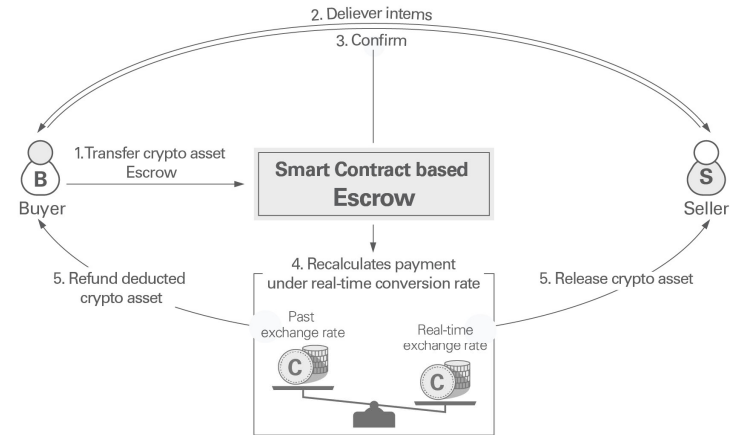 2. Deliever intems
3. Confirm
1.Transfer crypto asset
Escrow
Smart Contract based
Escrow
B
Buyer
S
Seller
4. Recalculates payment
under real-time conversion rate
5. Refund deducted
crypto asset
5. Release crypto asset
Past
exchange rate
Real-time
exchange rate
C
C